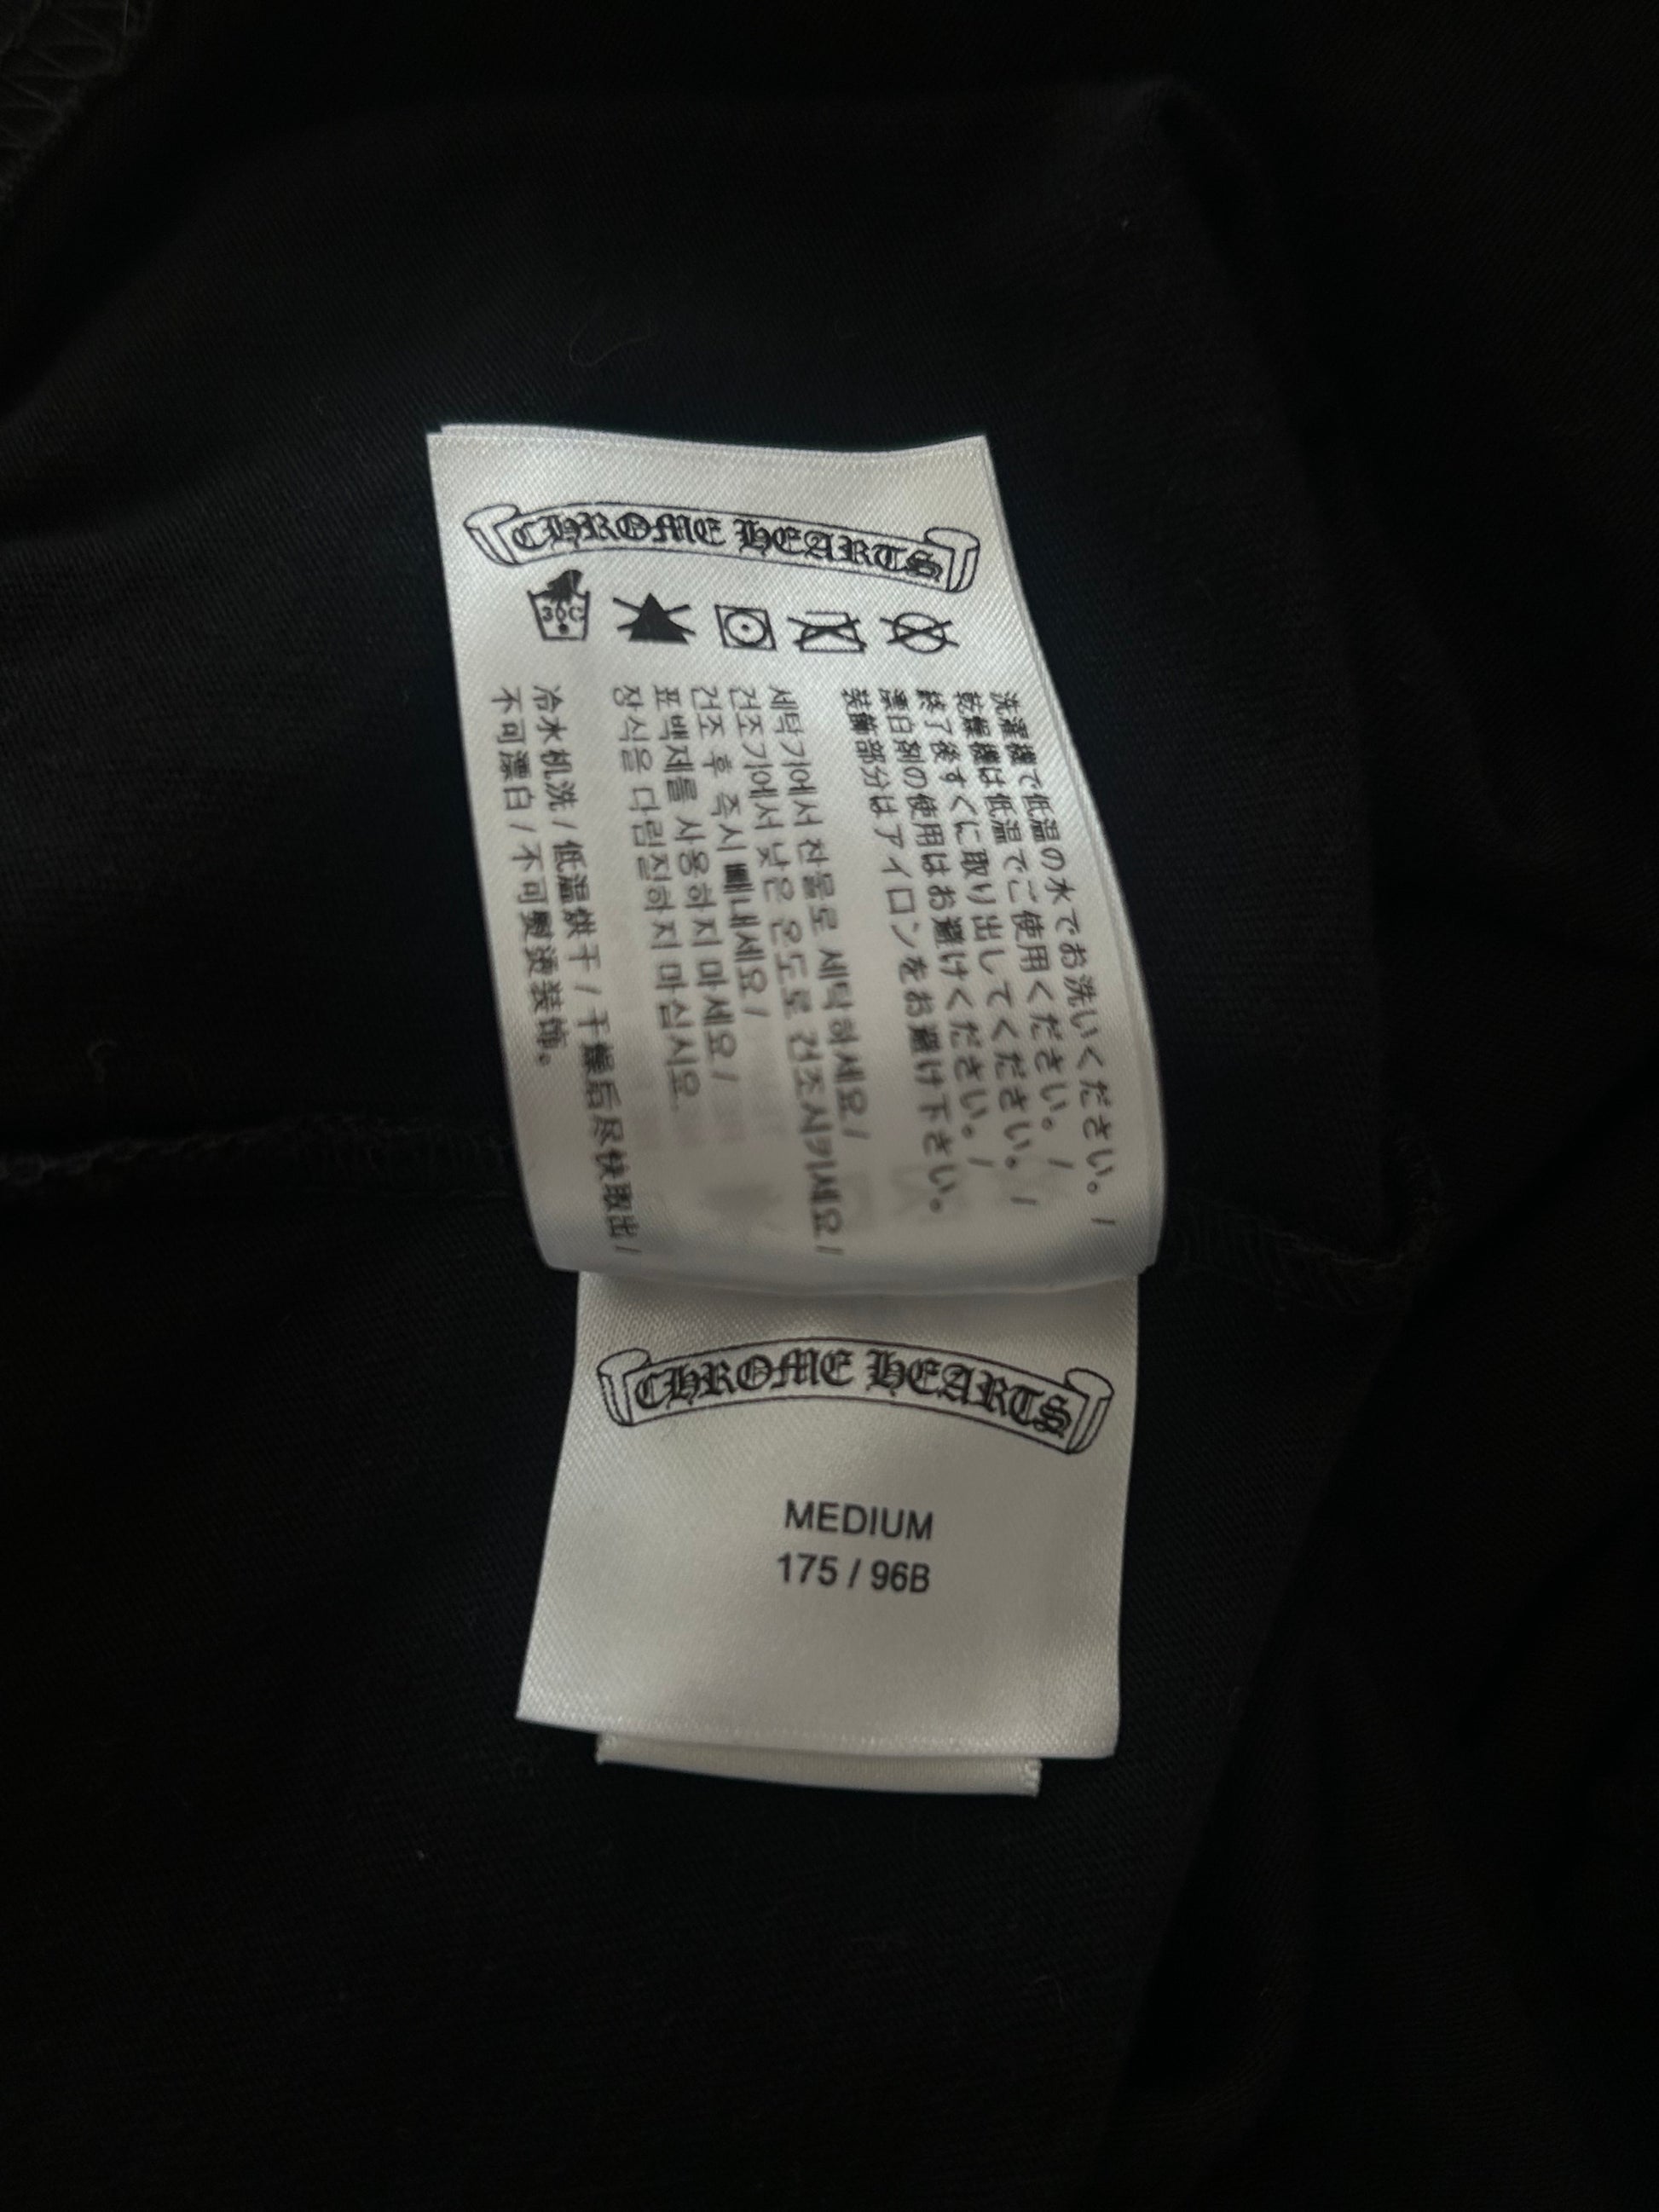 CHROME HEARTS
30C
洗濯機で低温の水でお洗いください。/
乾燥機は低温でご使用ください。/
終了後すぐに取り出してください。/
漂白剤の使用はお避けください。/
装飾部分はアイロンをお避け下さい。
세탁기에서 찬물로 세탁하세요/
건조기에서 낮은 온도로 건조시키세요/
건조 후 즉시 빼내세요/
표백제를 사용하지 마세요/
장식은 다림질하지 마십시요.
冷水机洗/低温烘干/干燥后尽快取出/
不可漂白/不可熨烫装饰。
CHROME HEARTS
MEDIUM
175 / 96B